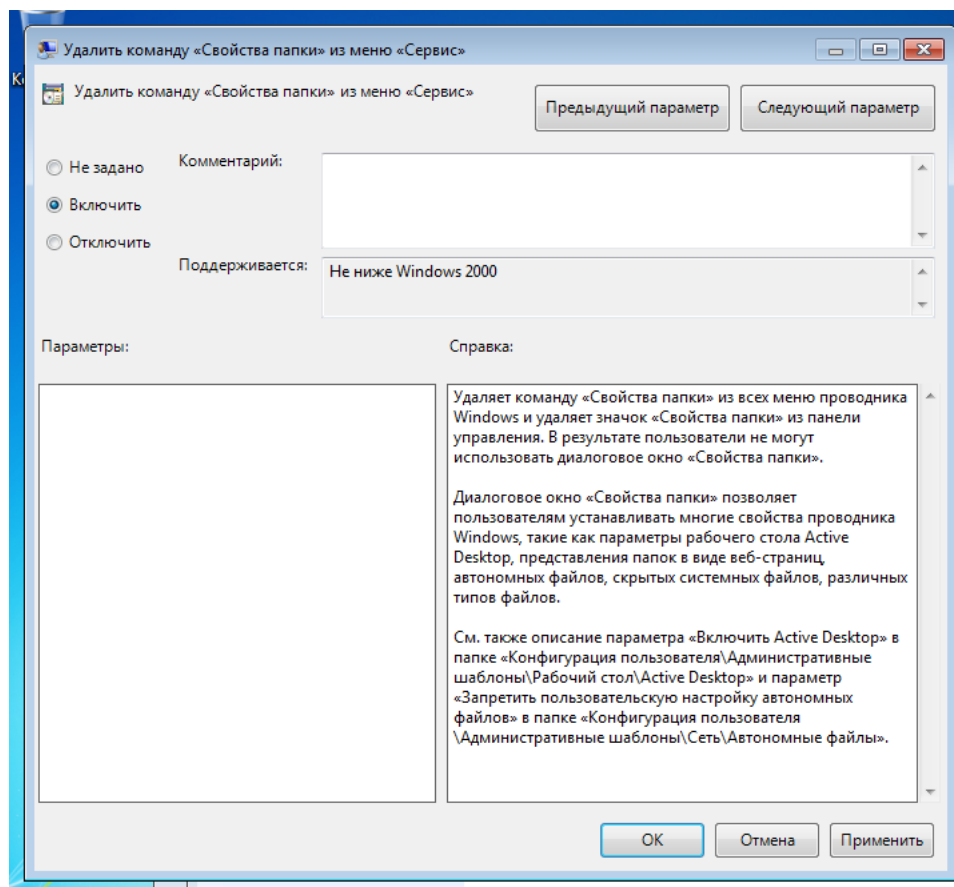 Удалить команду «Свойства папки» из меню «Сервис»
Удалить команду «Свойства папки» из меню «Сервис»
Предыдущий параметр
Следующий параметр
Не задано
Включить
Отключить
Комментарий:
Поддерживается:
Не ниже Windows 2000
Параметры:
Справка:
Удаляет команду «Свойства папки» из всех меню проводника
Windows и удаляет значок «Свойства папки» из панели
управления. В результате пользователи не могут
использовать диалоговое окно «Свойства папки».
Диалоговое окно «Свойства папки» позволяет
пользователям устанавливать многие свойства проводника
Windows, такие как параметры рабочего стола Active
Desktop, представления папок в виде веб-страниц,
автономных файлов, скрытых системных файлов, различных
типов файлов.
См. также описание параметра «Включить Active Desktop» в
папке «Конфигурация пользователя\Административные
шаблоны\Рабочий стол\Active Desktop» и параметр
«Запретить пользовательскую настройку автономных
файлов» в папке «Конфигурация пользователя
\Административные шаблоны\Сеть\Автономные файлы».
ОК
Отмена
Применить